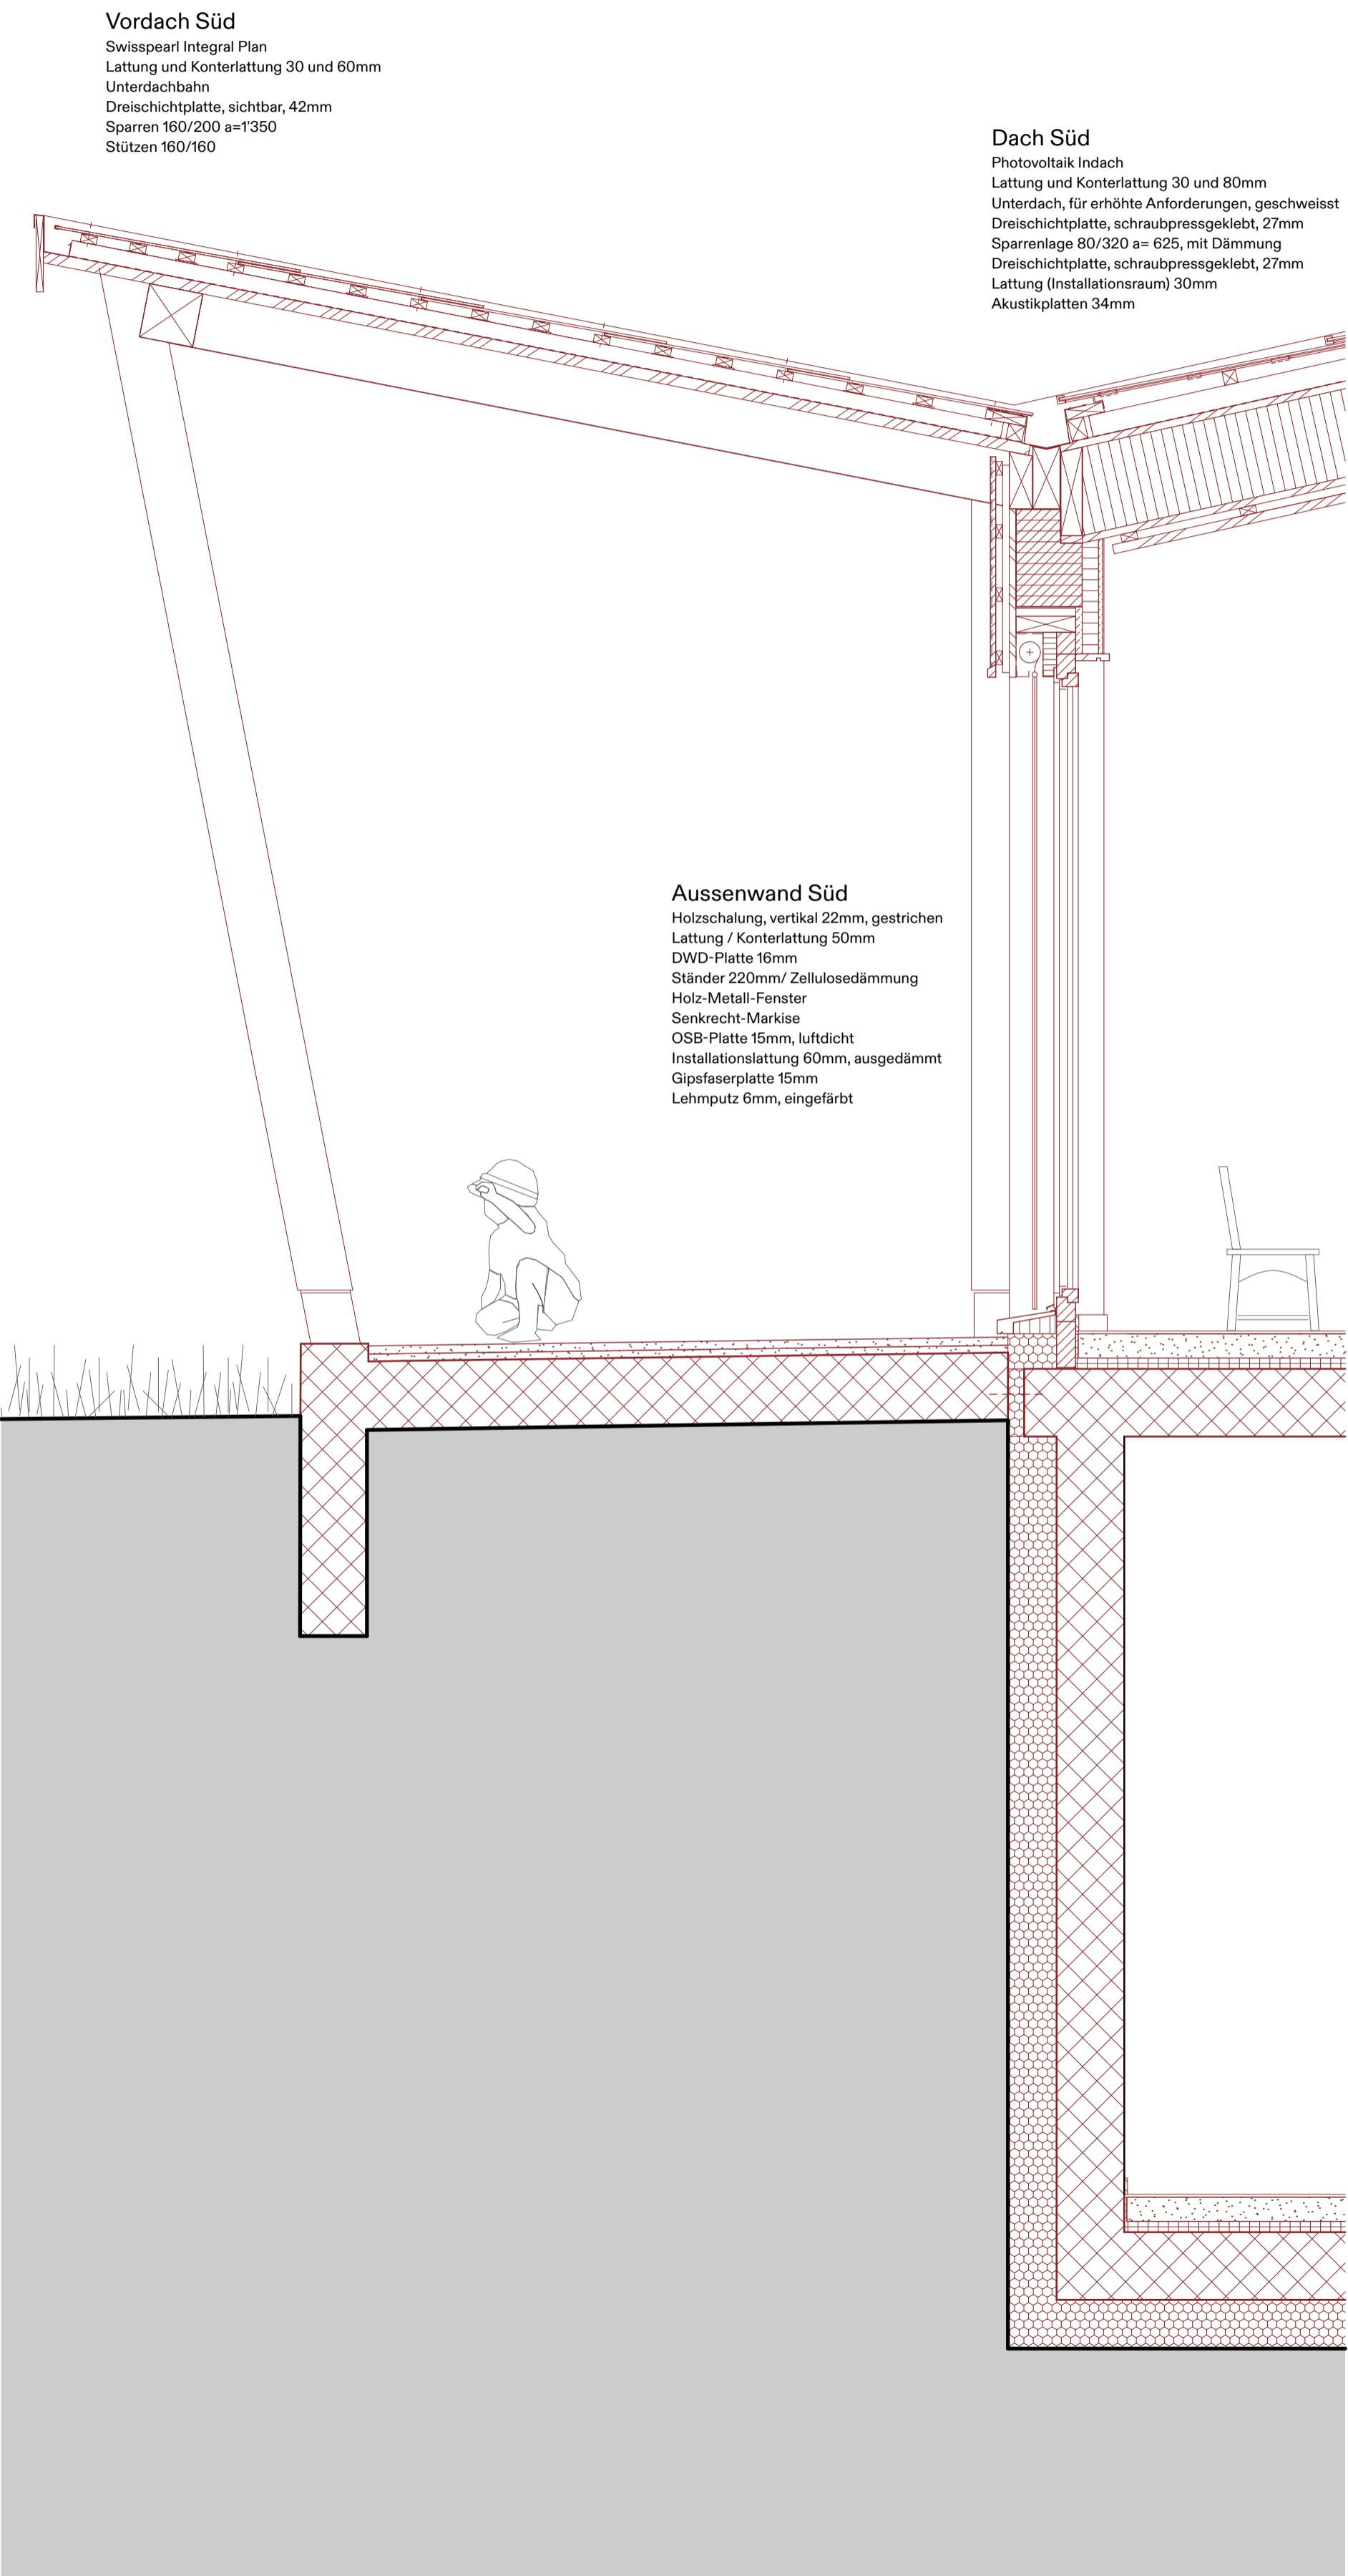 Vordach Süd
Swisspearl Integral Plan
Lattung und Konterlattung 30 und 60mm
Unterdachbahn
Dreischichtplatte, sichtbar, 42mm
Sparren 160/200 a=1'350
Stützen 160/160
Dach Süd
Photovoltaik Indach
Lattung und Konterlattung 30 und 80mm
Unterdach, für erhöhte Anforderungen, geschweisst
Dreischichtplatte, schraubpressgeklebt, 27mm
Sparrenlage 80/320 a= 625, mit Dämmung
Dreischichtplatte, schraubpressgeklebt, 27mm
Lattung (Installationsraum) 30mm
Akustikplatten 34mm
Aussenwand Süd
Holzschalung, vertikal 22mm, gestrichen
Lattung / Konterlattung 50mm
DWD-Platte 16mm
Ständer 220mm/ Zellulosedämmung
Holz-Metall-Fenster
Senkrecht-Markise
OSB-Platte 15mm, luftdicht
Installationslattung 60mm, ausgedämmt
Gipsfaserplatte 15mm
Lehmputz 6mm, eingefärbt